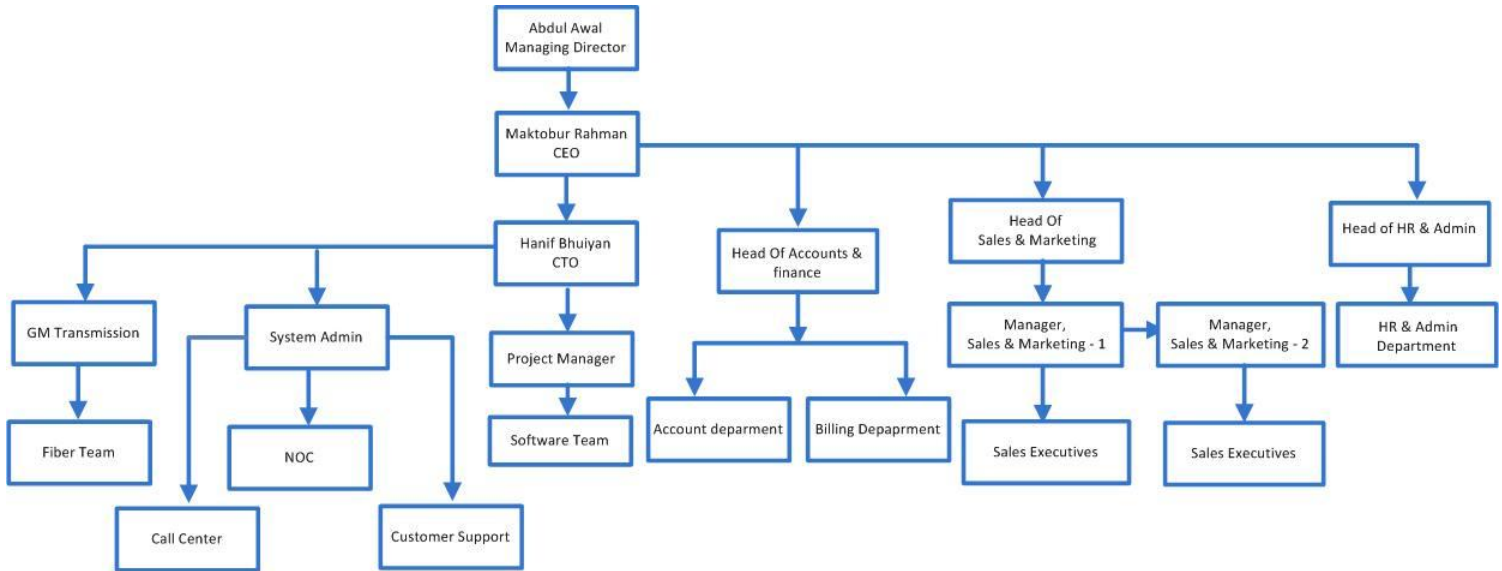 Abdul Awal
Managing Director
Maktobur Rahman
CEO
Hanif Bhuiyan
CTO
Head Of Accounts &
finance
Head Of
Sales & Marketing
Head of HR & Admin
GM Transmission
System Admin
Project Manager
Manager,
Sales & Marketing - 1
Manager,
Sales & Marketing - 2
HR & Admin
Department
Fiber Team
NOC
Software Team
Account deparment
Billing Depaprment
Sales Executives
Sales Executives
Call Center
Customer Support